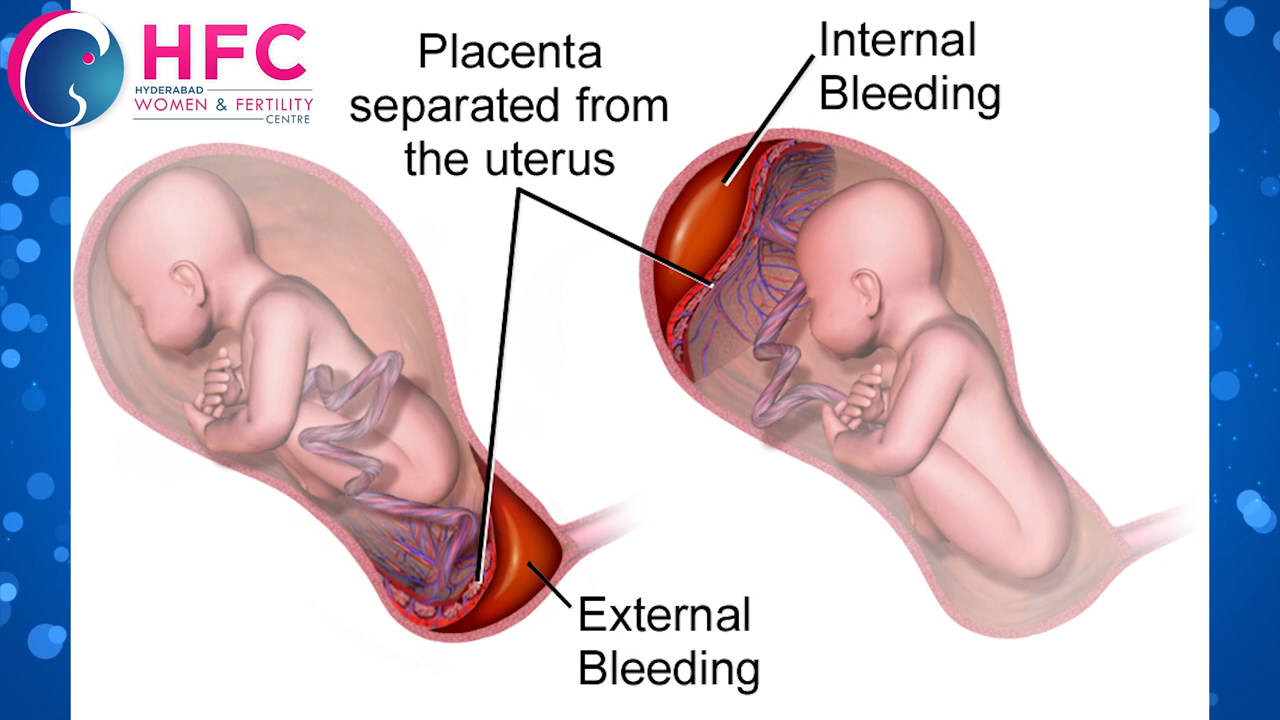 HFC
HYDERABAD
WOMEN & FERTILITY
CENTRE
Placenta
separated from
the uterus
Internal
Bleeding
External
Bleeding